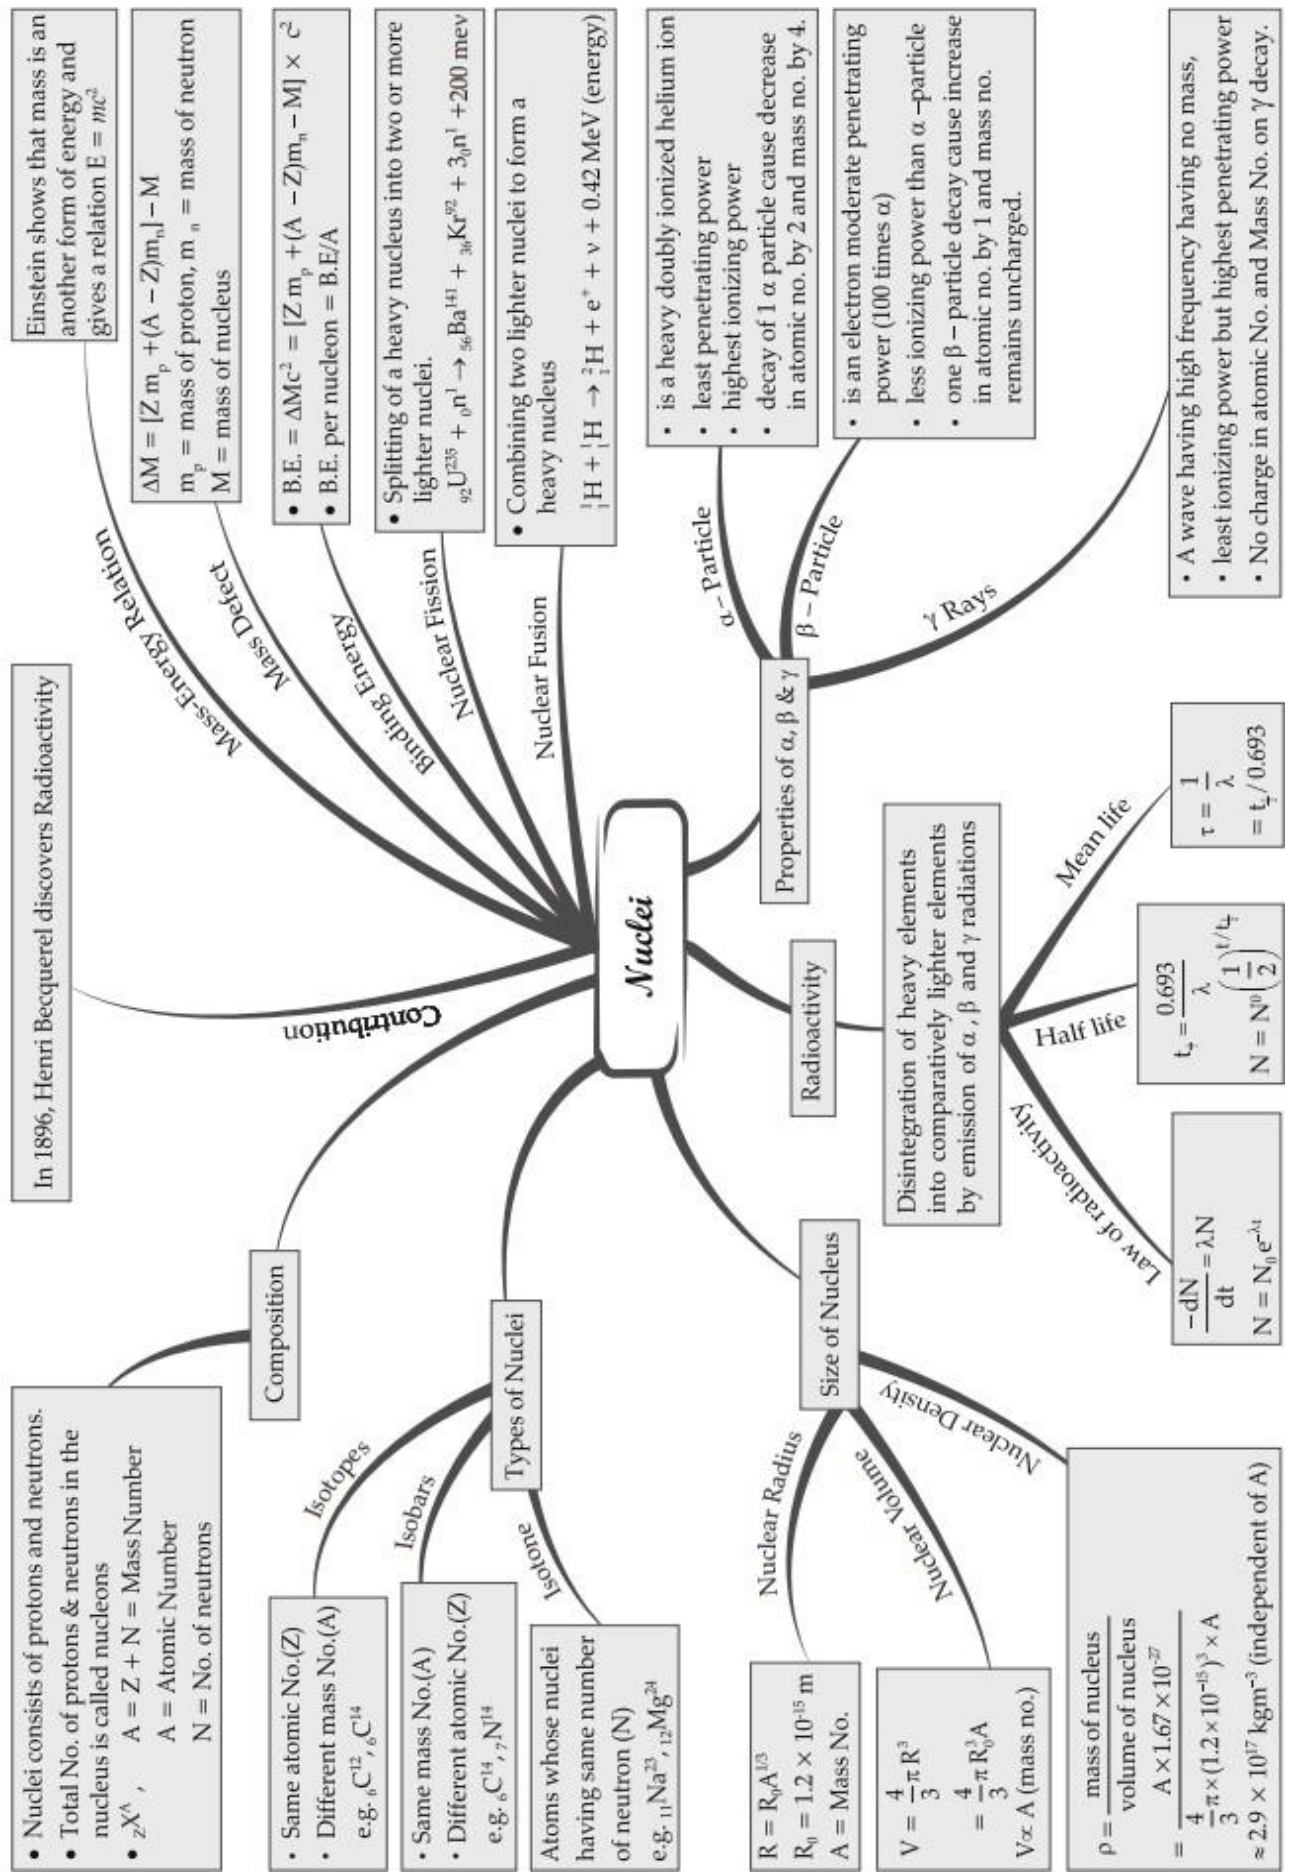 Nuclei
Contribution
In 1896, Henri Becquerel discovers Radioactivity
Mass-Energy Relation
Einstein shows that mass is an
another form of energy and
gives a relation E = mc²
Mass Defect
ΔM = [Z mₚ +(A – Z)mₙ] – M
mₚ = mass of proton, m ₙ = mass of neutron
M = mass of nucleus
Binding Energy
• B.E. = ΔMc² = [Z mₚ +(A – Z)mₙ – M] × c²
• B.E. per nucleon = B.E/A
Nuclear Fission
• Splitting of a heavy nucleus into two or more
lighter nuclei.
₉₂U²³⁵ + ₀n¹ → ₅₆Ba¹⁴¹ + ₃₆Kr⁹² + 3₀n¹ +200 mev
Nuclear Fusion
• Combining two lighter nuclei to form a
heavy nucleus
¹₁H + ¹₁H → ²₁H + e⁺ + ν + 0.42 MeV (energy)
Properties of α, β & γ
α – Particle
• is a heavy doubly ionized helium ion
• least penetrating power
• highest ionizing power
• decay of 1 α particle cause decrease
in atomic no. by 2 and mass no. by 4.
β – Particle
• is an electron moderate penetrating
power (100 times α)
• less ionizing power than α –particle
• one β – particle decay cause increase
in atomic no. by 1 and mass no.
remains uncharged.
γ Rays
• A wave having high frequency having no mass,
• least ionizing power but highest penetrating power
• No charge in atomic No. and Mass No. on γ decay.
Radioactivity
Disintegration of heavy elements
into comparatively lighter elements
by emission of α , β and γ radiations
Mean life
τ = 1/λ
= t½ / 0.693
Half life
t½ = 0.693/λ
N = N⁰(1/2)^(t/t½)
Law of radioactivity
–dN/dt = λN
N = N₀ e^(–λt)
Size of Nucleus
Nuclear Radius
R = R₀A^(1/3)
R₀ = 1.2 × 10⁻¹⁵ m
A = Mass No.
Nuclear Volume
V = 4/3 πR³
= 4/3 πR₀³A
V∝ A (mass no.)
Nuclear Density
ρ = mass of nucleus / volume of nucleus
= A × 1.67 × 10⁻²⁷ / 4/3 π × (1.2 × 10⁻¹⁵)³ × A
≈ 2.9 × 10¹⁷ kgm⁻³ (independent of A)
Types of Nuclei
Isotopes
• Same atomic No.(Z)
• Different mass No.(A)
e.g. ₆C¹² , ₆C¹⁴
Isobars
• Same mass No.(A)
• Different atomic No.(Z)
e.g. ₆C¹⁴ , ₇N¹⁴
Isotone
Atoms whose nuclei
having same number
of neutron (N)
e.g. ₁₁Na²³ , ₁₂Mg²⁴
Composition
• Nuclei consists of protons and neutrons.
• Total No. of protons & neutrons in the
nucleus is called nucleons
• zXᴬ , A = Z + N = Mass Number
A = Atomic Number
N = No. of neutrons